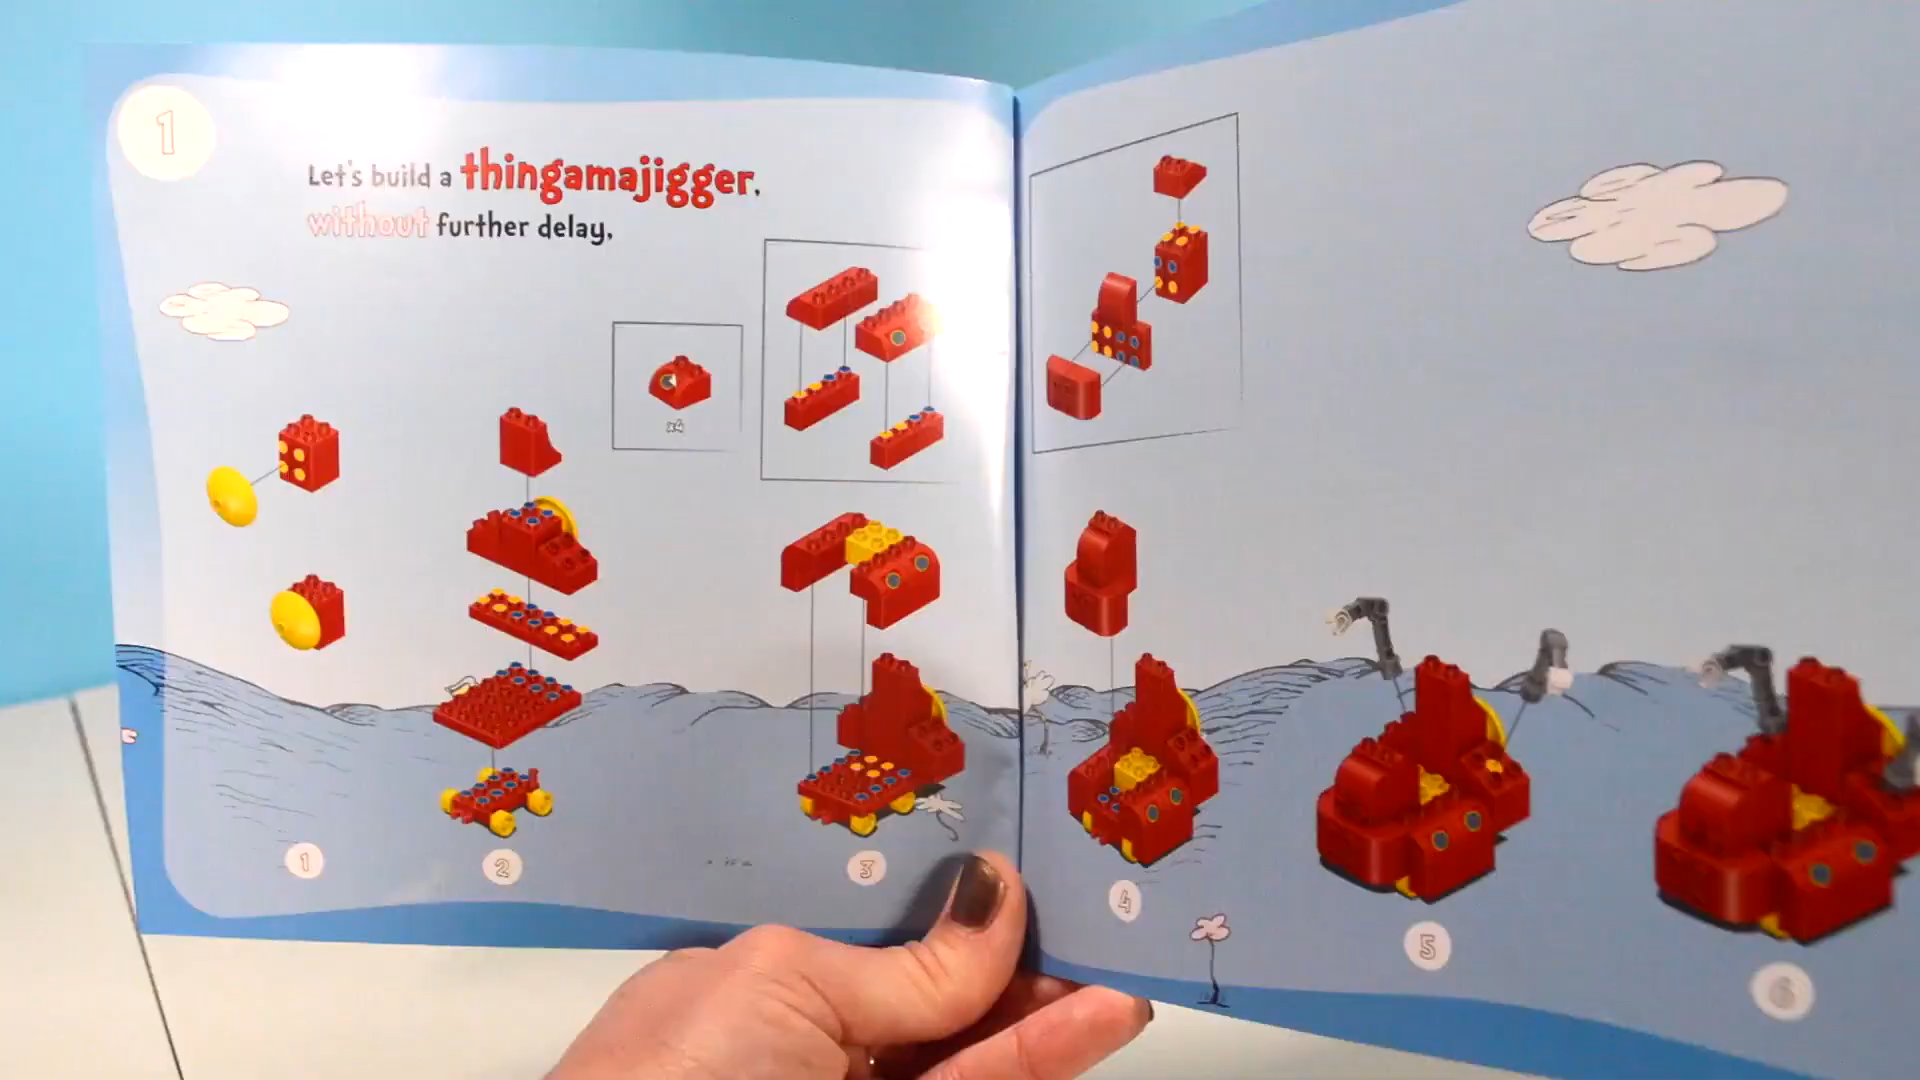 1
Let's build a thingamajigger,
without further delay,
x4
1
2
3
4
5
6